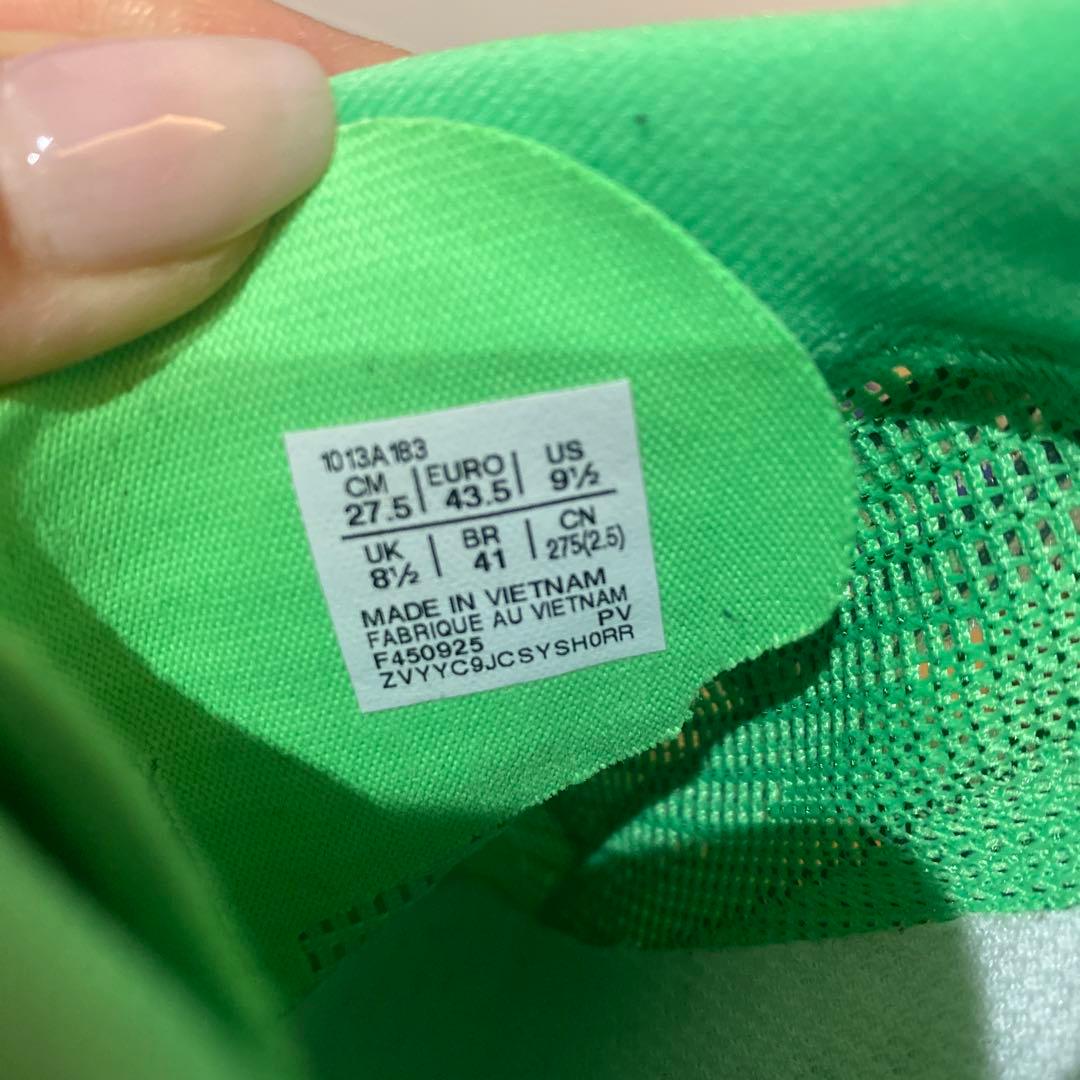 1013A183
CM | EURO | US
27.5 | 43.5 | 9½
UK | BR | CN
8½ | 41 | 275(2.5)
MADE IN VIETNAM
FABRIQUE AU VIETNAM
F450925 PV
ZVYYC9JCSYSH0RR